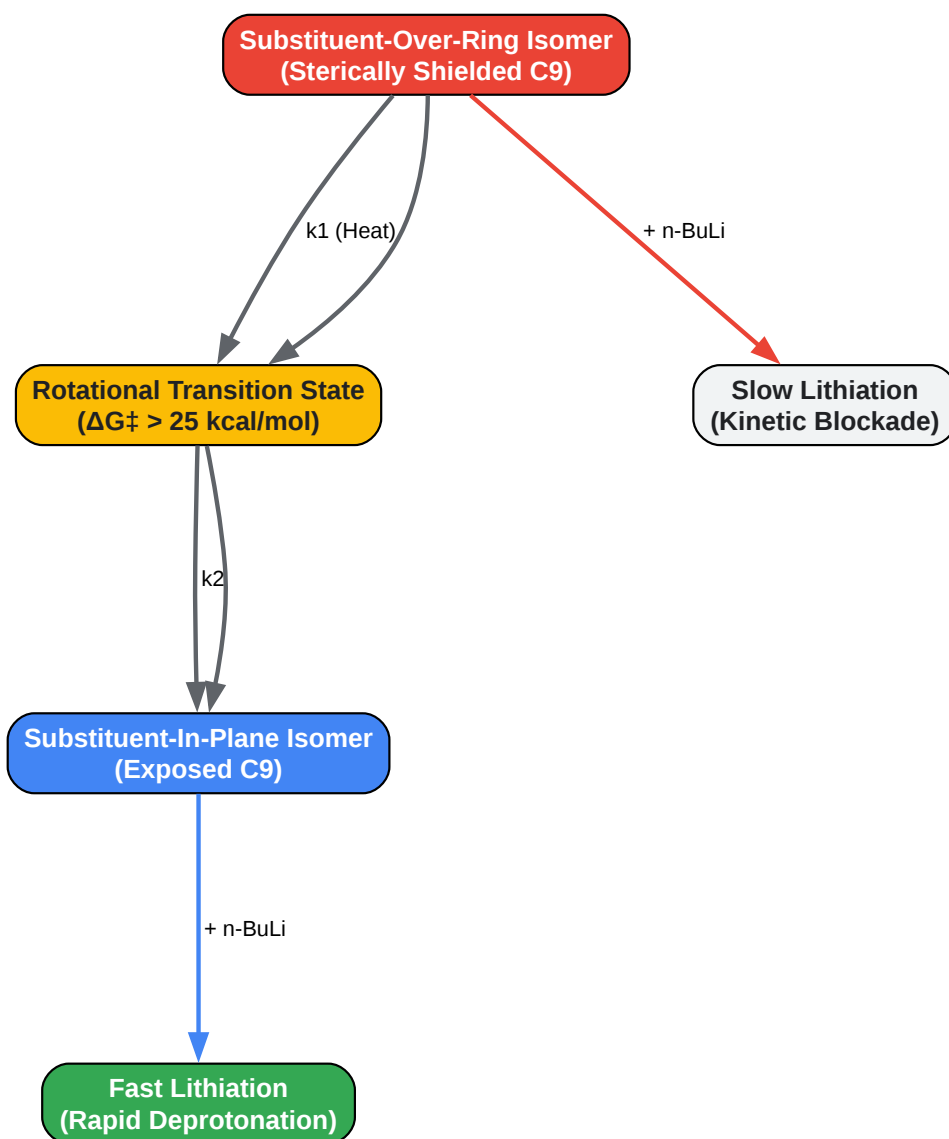 Substituent-Over-Ring Isomer
(Sterically Shielded C9)
k1 (Heat)
+ n-BuLi
Rotational Transition State
(ΔG‡ > 25 kcal/mol)
Slow Lithiation
(Kinetic Blockade)
k2
Substituent-In-Plane Isomer
(Exposed C9)
+ n-BuLi
Fast Lithiation
(Rapid Deprotonation)